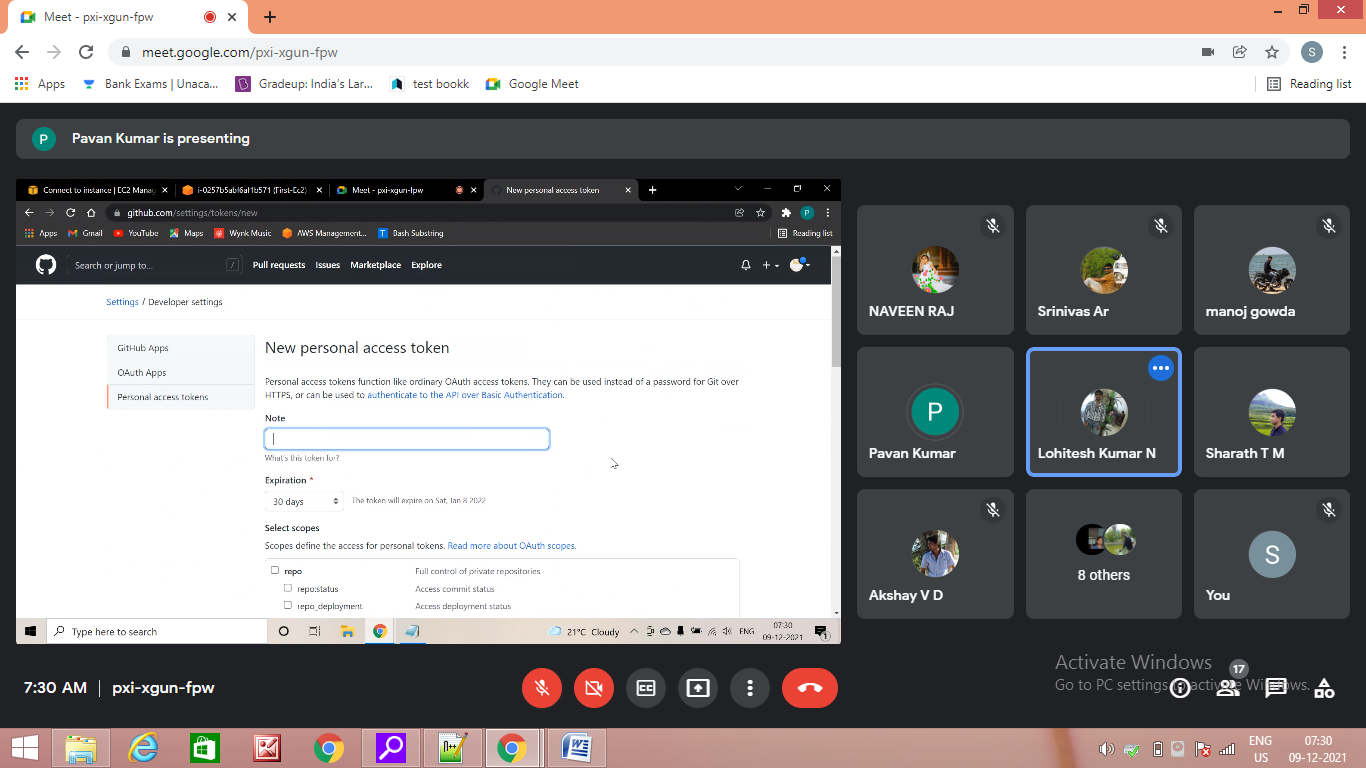 Meet - pxi-xgun-fpw
meet.google.com/pxi-xgun-fpw
S
Apps
Bank Exams | Unaca...
Gradeup: India's Lar...
test bookk
Google Meet
Reading list
P
Pavan Kumar is presenting
Connect to instance | EC2 Manag
i-0257b5abf6af1b571 (First-Ec2)
Meet - pxi-xgun-fpw
New personal access token
github.com/settings/tokens/new
P
Apps
Gmail
YouTube
Maps
Wynk Music
AWS Management...
T
Bash Substring
Reading list
Search or jump to...
/
Pull requests
Issues
Marketplace
Explore
Settings / Developer settings
GitHub Apps
OAuth Apps
Personal access tokens
New personal access token
Personal access tokens function like ordinary OAuth access tokens. They can be used instead of a password for Git over
HTTPS, or can be used to authenticate to the API over Basic Authentication.
Note
What's this token for?
Expiration *
30 days
The token will expire on Sat, Jan 8 2022
Select scopes
Scopes define the access for personal tokens. Read more about OAuth scopes.
repo
Full control of private repositories
repo:status
Access commit status
repo_deployment
Access deployment status
Type here to search
21°C Cloudy
ENG
07:30
09-12-2021
1
NAVEEN RAJ
Srinivas Ar
manoj gowda
P
Pavan Kumar
Lohitesh Kumar N
Sharath T M
Akshay V D
8 others
S
You
7:30 AM | pxi-xgun-fpw
CC
Activate Windows
Go to PC settings to activate Windows.
17
n++
W
ENG
US
07:30
09-12-2021